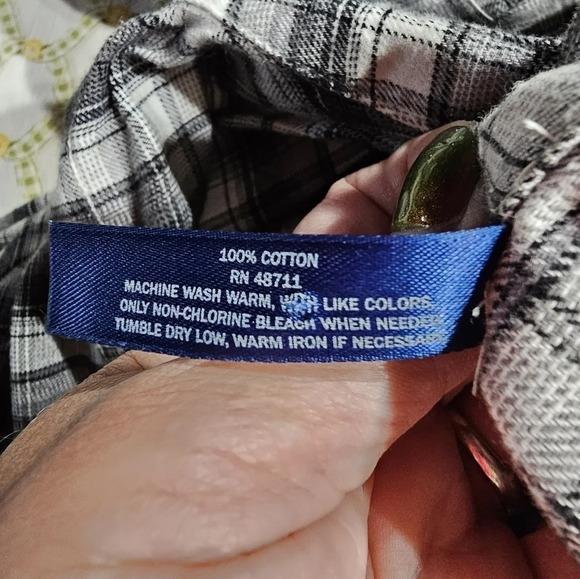 100% COTTON
RN 48711
MACHINE WASH WARM, WITH LIKE COLORS,
ONLY NON-CHLORINE BLEACH WHEN NEEDED,
TUMBLE DRY LOW, WARM IRON IF NECESSARY